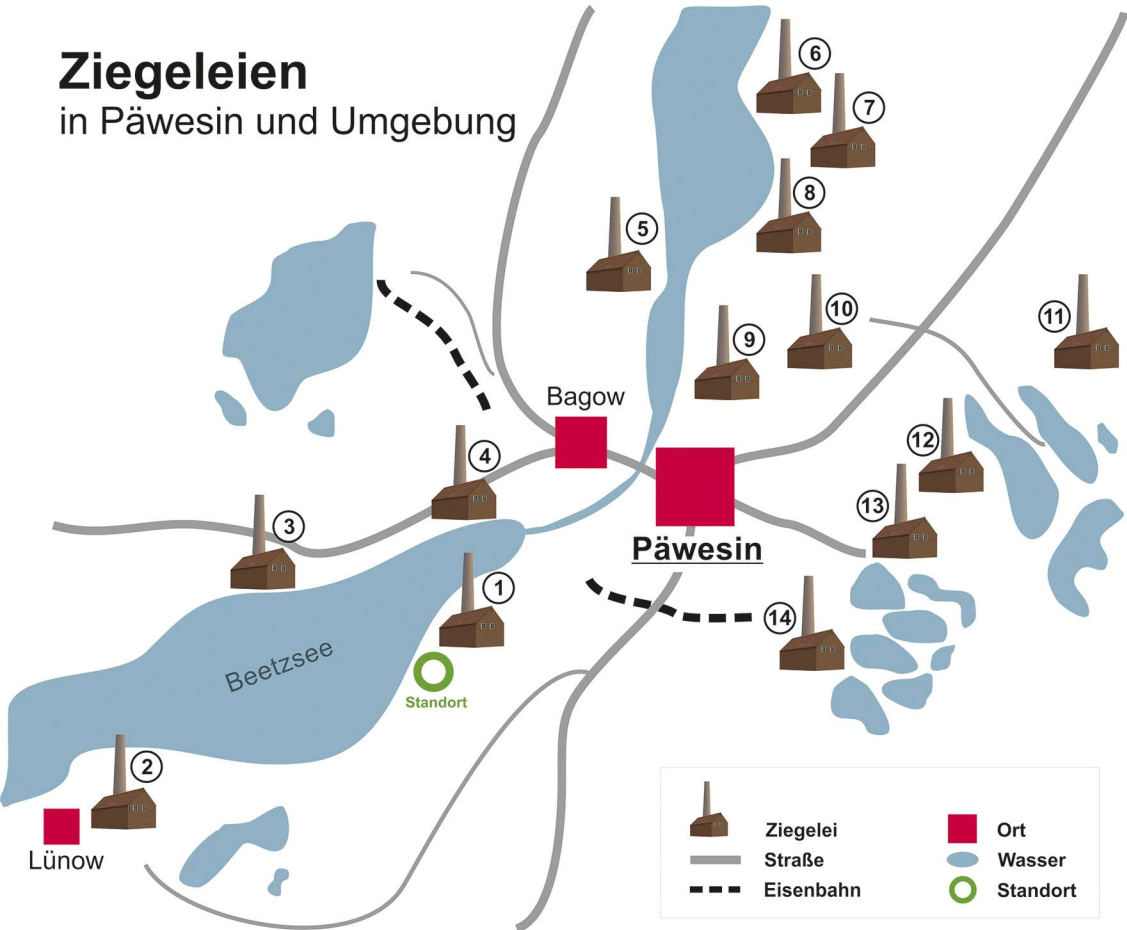 Ziegeleien
in Päwesin und Umgebung
6
7
8
5
10
11
9
Bagow
12
4
13
3
Päwesin
1
14
Beetzsee
Standort
2
Lünow
Ziegelei
Ort
Straße
Wasser
Eisenbahn
Standort